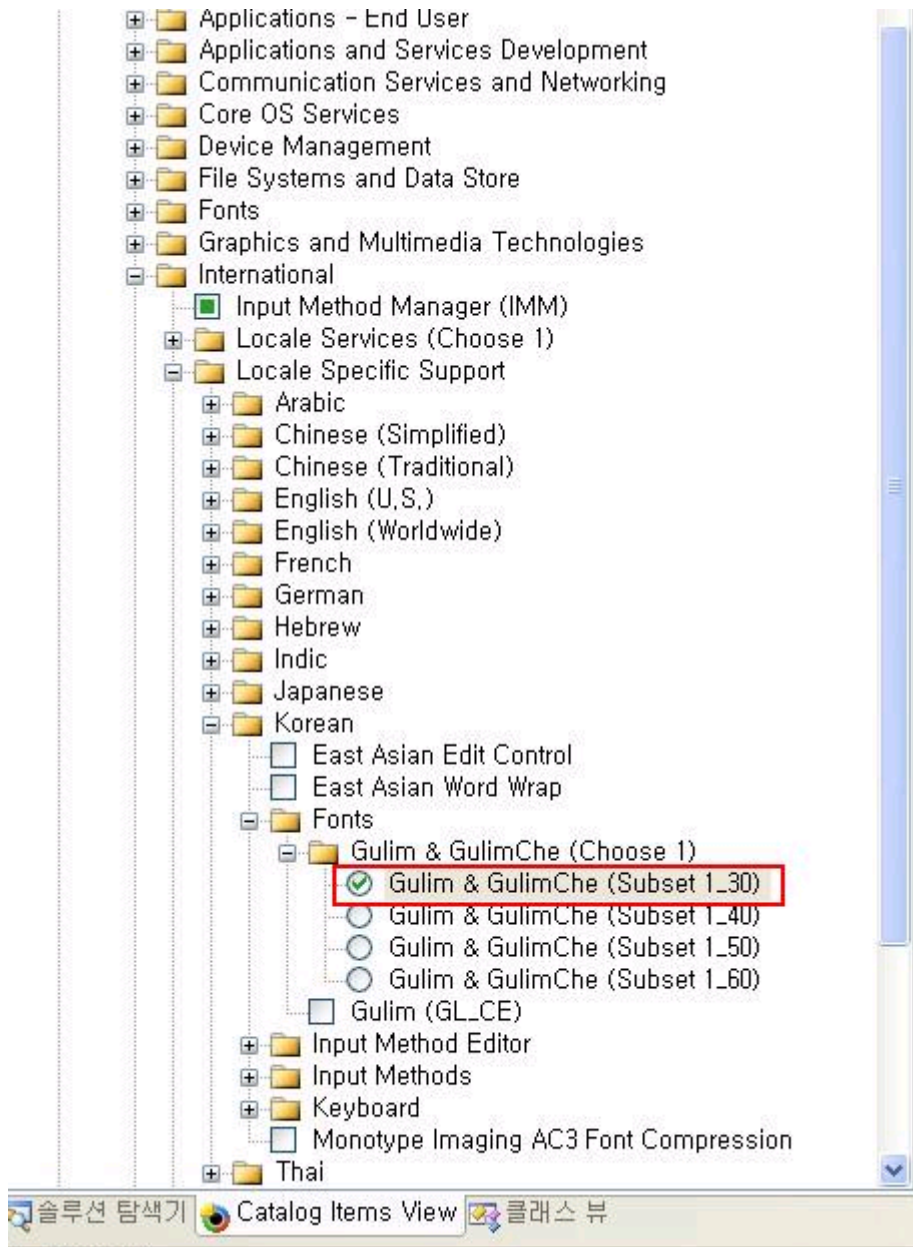 Applications - End User
Applications and Services Development
Communication Services and Networking
Core OS Services
Device Management
File Systems and Data Store
Fonts
Graphics and Multimedia Technologies
International
Input Method Manager (IMM)
Locale Services (Choose 1)
Locale Specific Support
Arabic
Chinese (Simplified)
Chinese (Traditional)
English (U.S.)
English (Worldwide)
French
German
Hebrew
Indic
Japanese
Korean
East Asian Edit Control
East Asian Word Wrap
Fonts
Gulim & GulimChe (Choose 1)
Gulim & GulimChe (Subset 1_30)
Gulim & GulimChe (Subset 1_40)
Gulim & GulimChe (Subset 1_50)
Gulim & GulimChe (Subset 1_60)
Gulim (GL_CE)
Input Method Editor
Input Methods
Keyboard
Monotype Imaging AC3 Font Compression
Thai
솔루션 탐색기 Catalog Items View 클래스 뷰